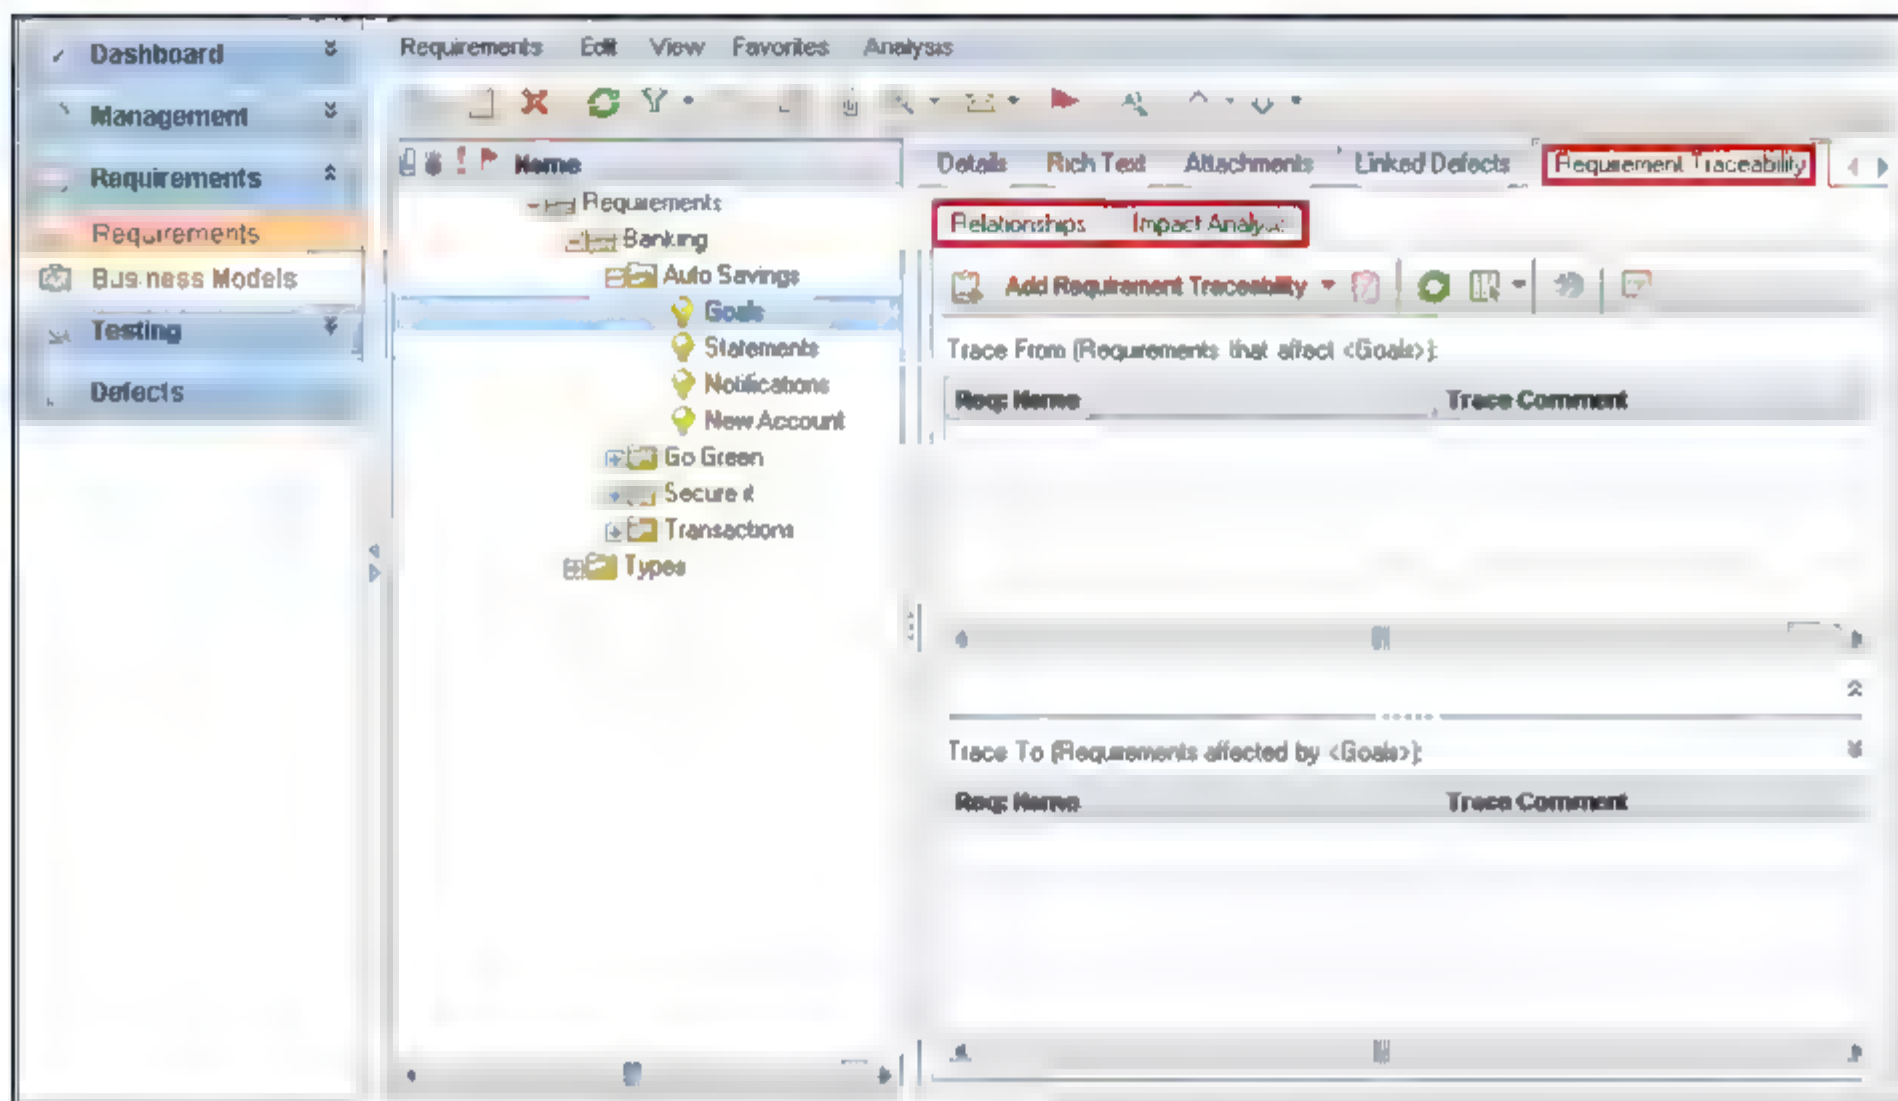 Dashboard
Management
Requirements
Requirements
Business Models
Testing
Defects
Requirements Edit View Favorites Analysis
Name
Requirements
Banking
Auto Savings
Goals
Statements
Notifications
New Account
Go Green
Secure it
Transactions
Types
Details Rich Text Attachments Linked Defects Requirement Traceability
Relationships Impact Analysis
Add Requirement Traceability
Trace From (Requirements that affect <Goals>):
Req: Name Trace Comment
Trace To (Requirements affected by <Goals>):
Req: Name Trace Comment